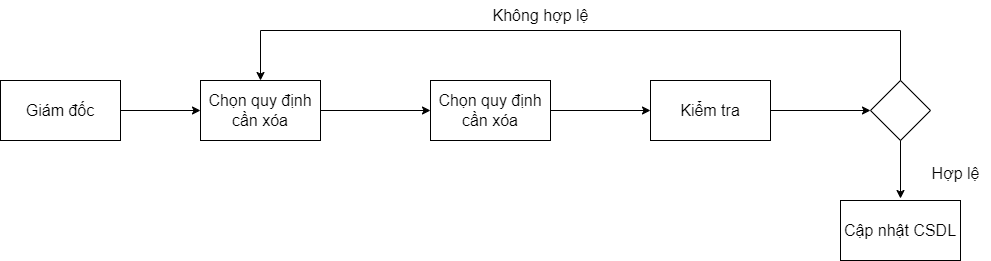 Không hợp lệ
Giám đốc
Chọn quy định
cần xóa
Chọn quy định
cần xóa
Kiểm tra
Hợp lệ
Cập nhật CSDL